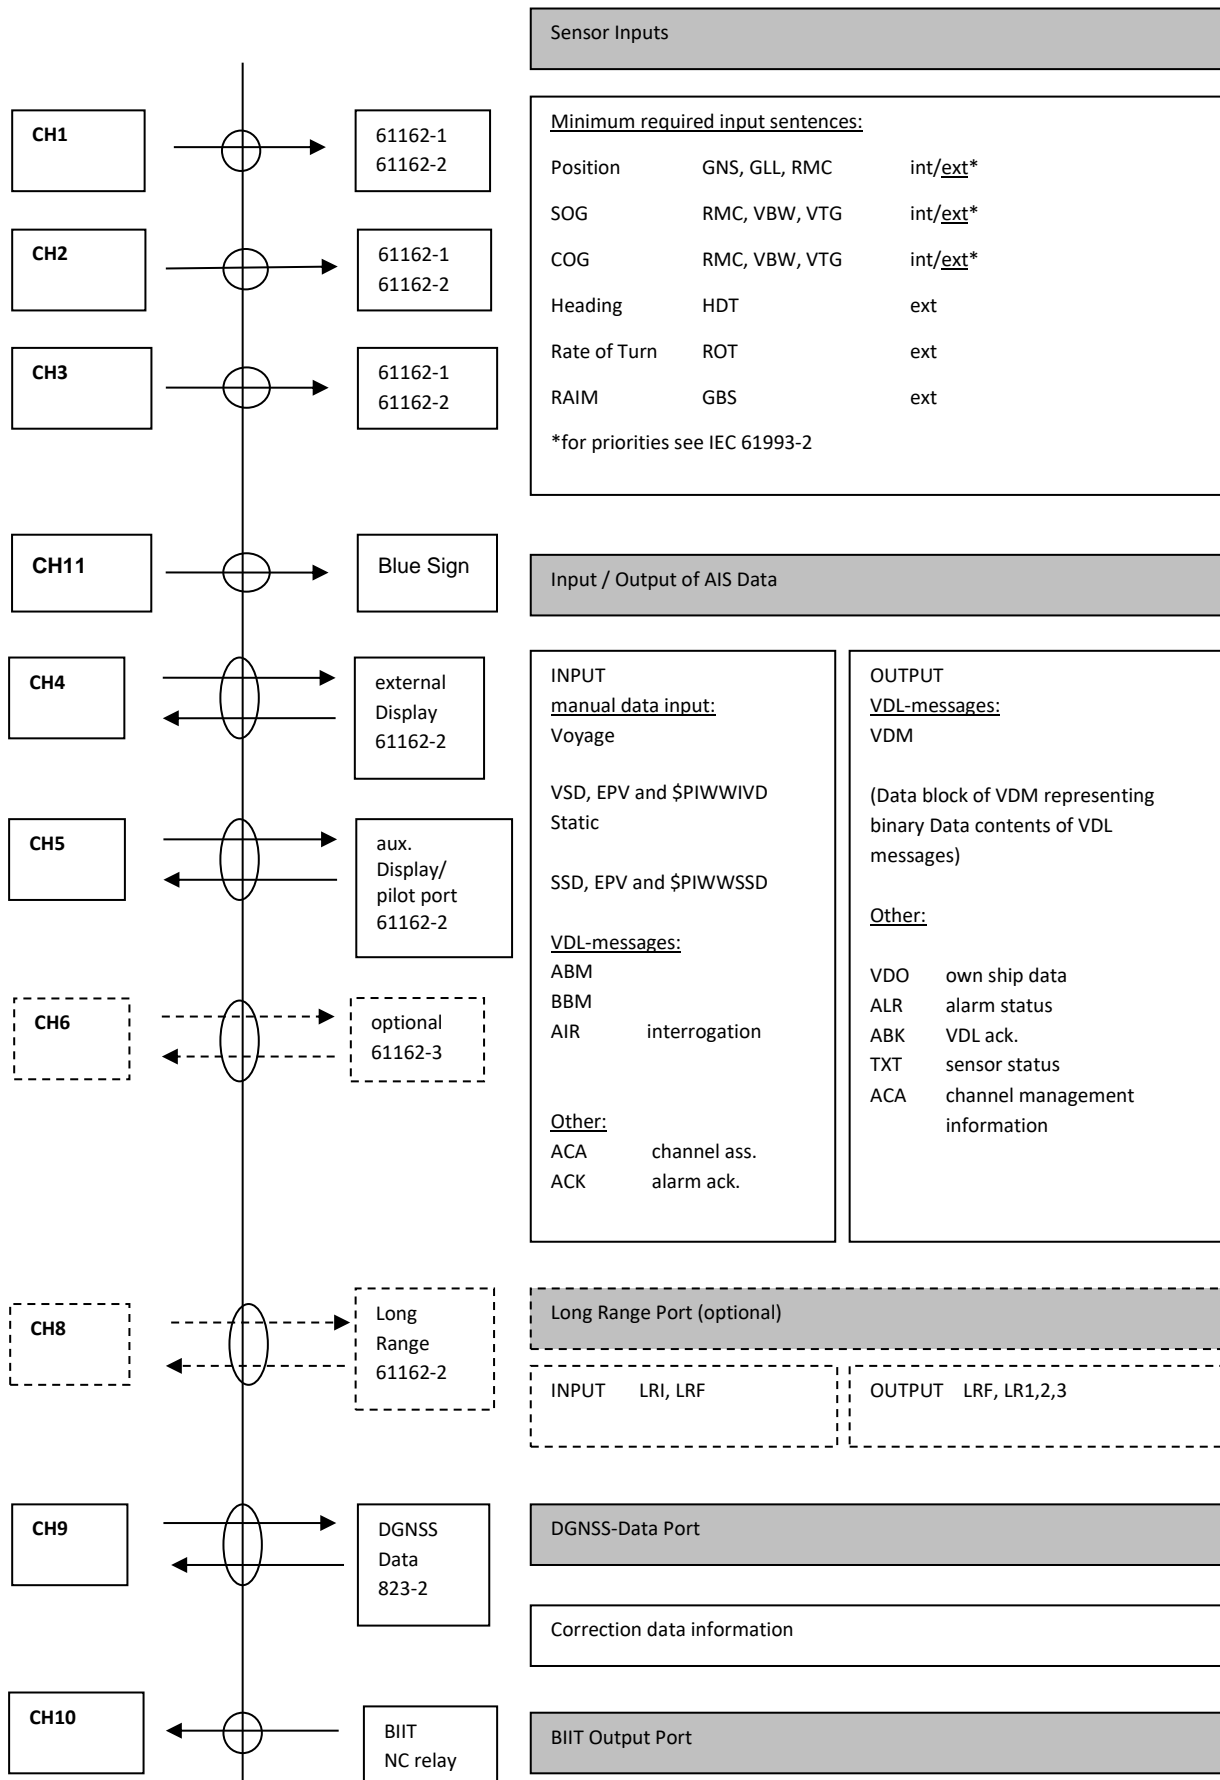 Sensor Inputs
CH1
61162-1
61162-2
CH2
61162-1
61162-2
CH3
61162-1
61162-2
Minimum required input sentences:
Position GNS, GLL, RMC int/ext*
SOG RMC, VBW, VTG int/ext*
COG RMC, VBW, VTG int/ext*
Heading HDT ext
Rate of Turn ROT ext
RAIM GBS ext
*for priorities see IEC 61993-2
CH11
Blue Sign
Input / Output of AIS Data
CH4
external
Display
61162-2
CH5
aux.
Display/
pilot port
61162-2
CH6
optional
61162-3
INPUT
manual data input:
Voyage
VSD, EPV and $PIWWIVD
Static
SSD, EPV and $PIWWSSD
VDL-messages:
ABM
BBM
AIR interrogation
Other:
ACA channel ass.
ACK alarm ack.
OUTPUT
VDL-messages:
VDM
(Data block of VDM representing
binary Data contents of VDL
messages)
Other:
VDO own ship data
ALR alarm status
ABK VDL ack.
TXT sensor status
ACA channel management
information
CH8
Long
Range
61162-2
Long Range Port (optional)
INPUT LRI, LRF
OUTPUT LRF, LR1,2,3
CH9
DGNSS
Data
823-2
DGNSS-Data Port
Correction data information
CH10
BIIT
NC relay
BIIT Output Port